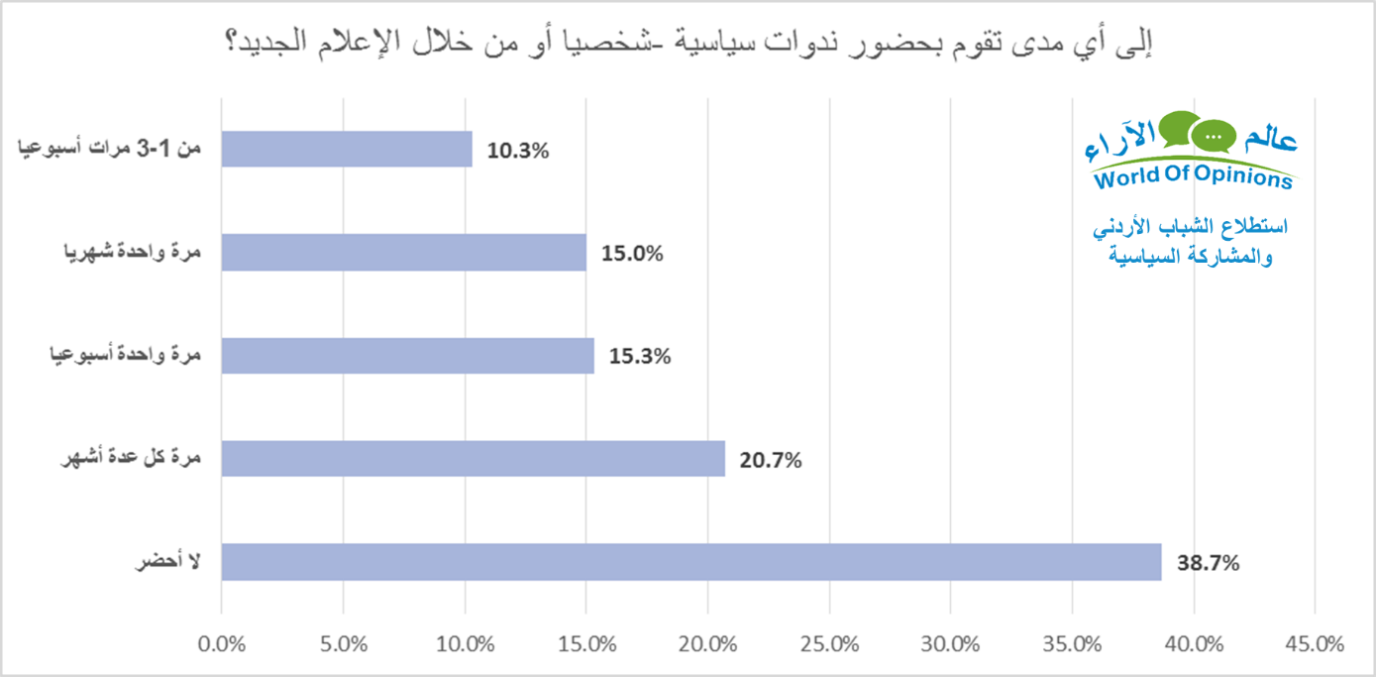 إلى أي مدى تقوم بحضور ندوات سياسية -شخصيا أو من خلال الإعلام الجديد؟
عالم الآراء
World Of Opinions
استطلاع الشباب الأردني
والمشاركة السياسية
من 1-3 مرات أسبوعيا
10.3%
مرة واحدة شهريا
15.0%
مرة واحدة أسبوعيا
15.3%
مرة كل عدة أشهر
20.7%
لا أحضر
38.7%
0.0% 5.0% 10.0% 15.0% 20.0% 25.0% 30.0% 35.0% 40.0% 45.0%